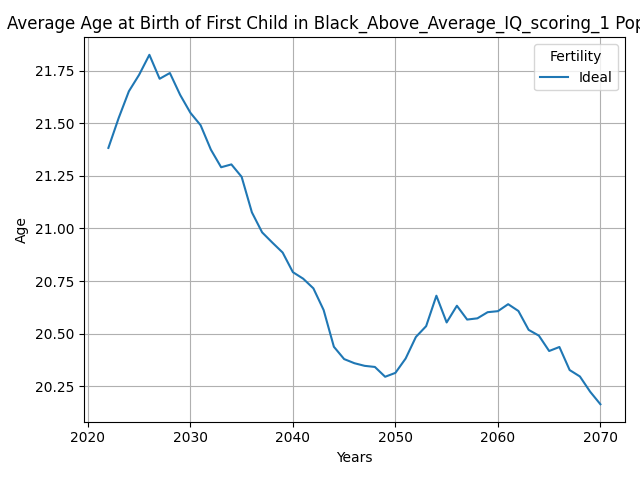 Average Age at Birth of First Child in Black_Above_Average_IQ_scoring_1 Pop
Fertility
Ideal
21.75
21.50
21.25
21.00
20.75
20.50
20.25
Age
2020 2030 2040 2050 2060 2070
Years